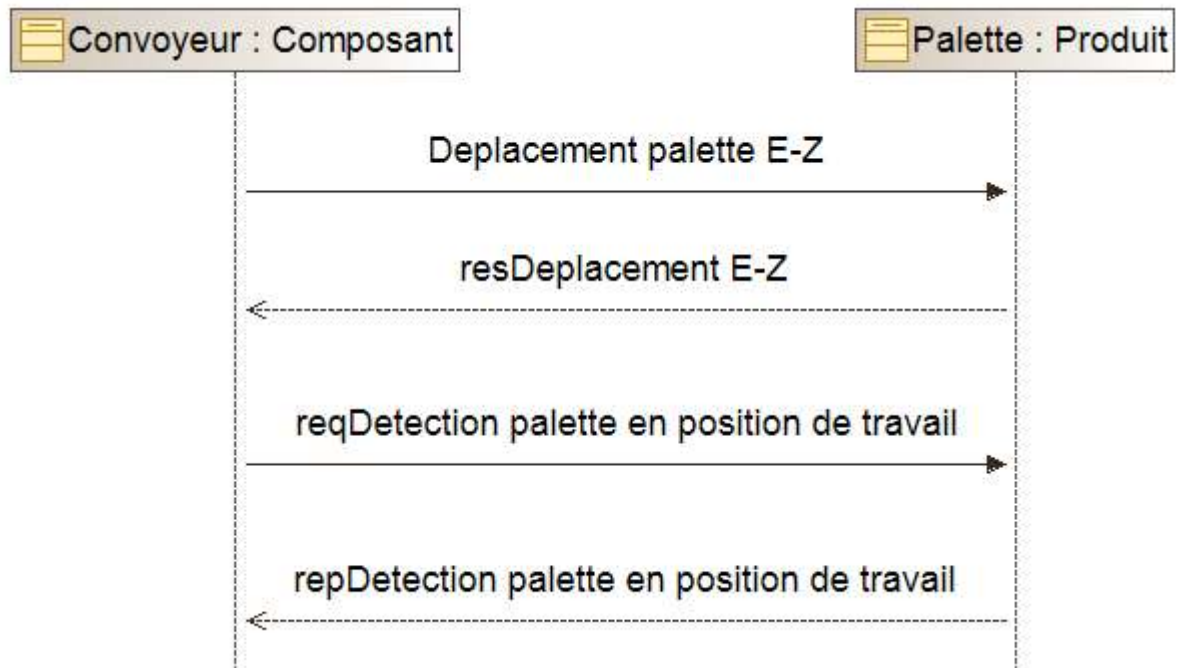 Convoyeur : Composant
Palette : Produit
Deplacement palette E-Z
resDeplacement E-Z
reqDetection palette en position de travail
repDetection palette en position de travail